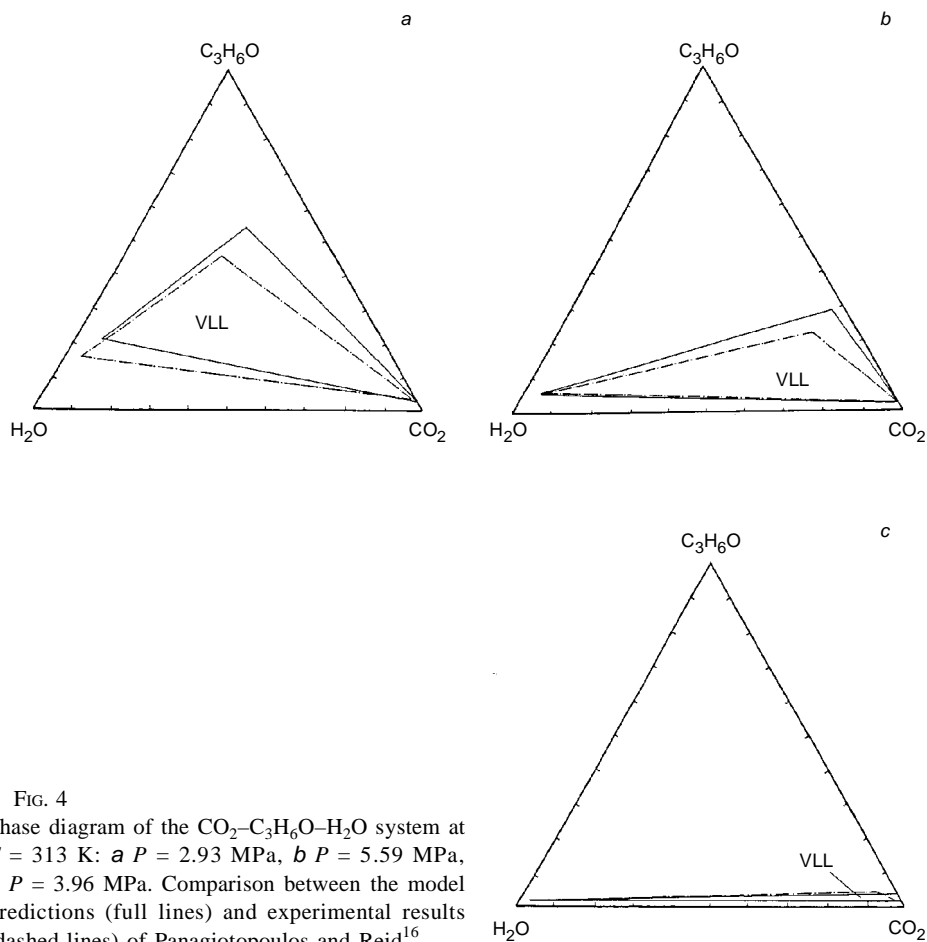 a
C3H6O
VLL
H2O
CO2
b
C3H6O
VLL
H2O
CO2
c
C3H6O
VLL
H2O
CO2
FIG. 4
hase diagram of the CO2–C3H6O–H2O system at
= 313 K: a P = 2.93 MPa, b P = 5.59 MPa,
P = 3.96 MPa. Comparison between the model
redictions (full lines) and experimental results
dashed lines) of Panagiotopoulos and Reid16